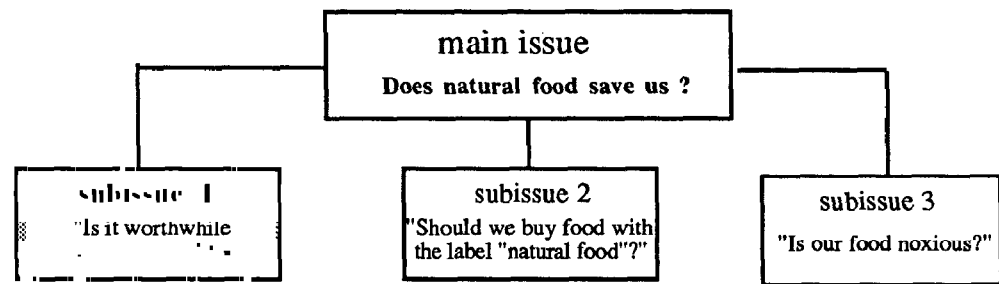 main issue
Does natural food save us ?
subissue 1
"Is it worthwhile
subissue 2
"Should we buy food with
the label "natural food"?"
subissue 3
"Is our food noxious?"